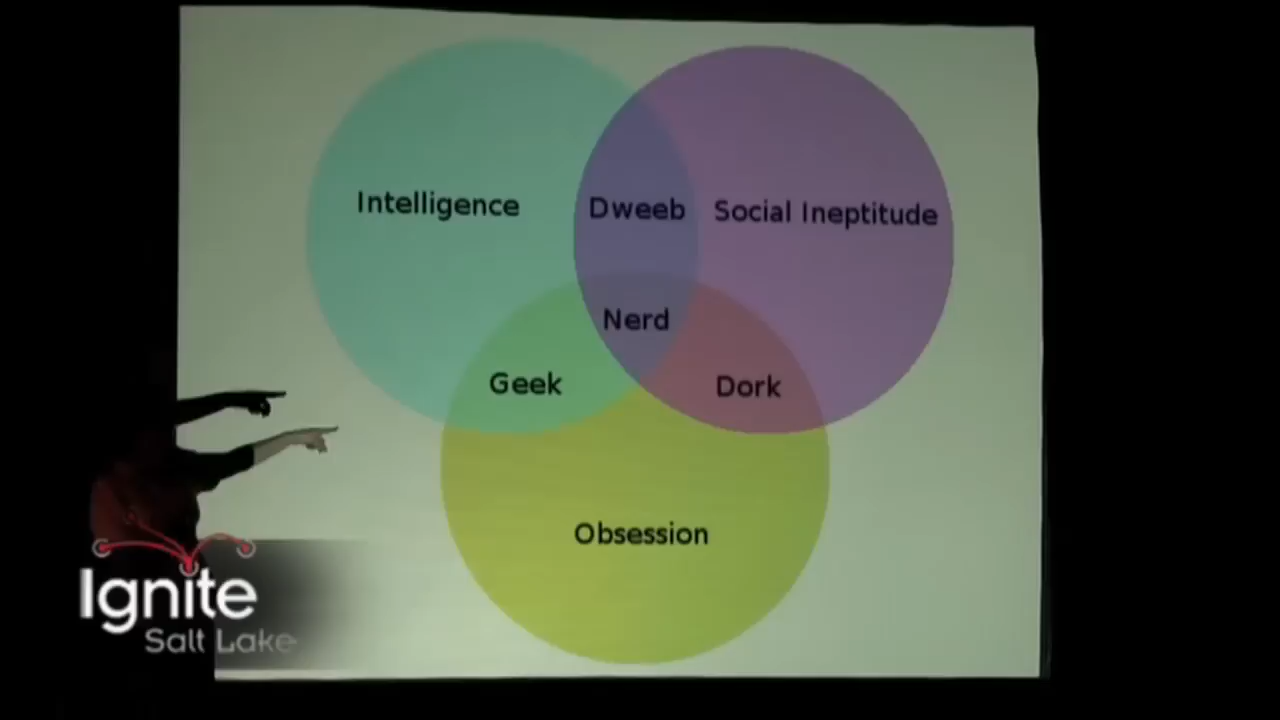 Intelligence
Dweeb
Social Ineptitude
Nerd
Geek
Dork
Obsession
Ignite
Salt Lake